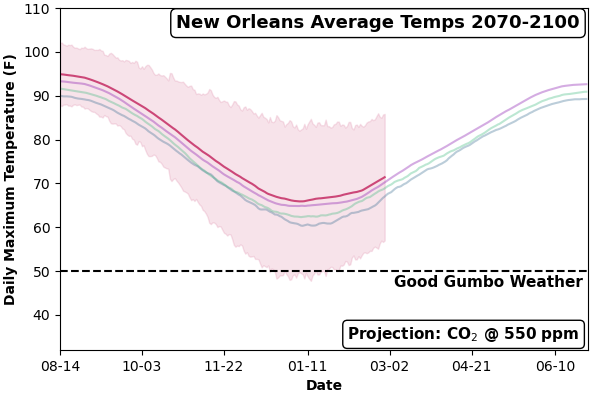 New Orleans Average Temps 2070-2100
Daily Maximum Temperature (F)
110
100
90
80
70
60
50
40
Good Gumbo Weather
Projection: CO₂ @ 550 ppm
08-14 10-03 11-22 01-11 03-02 04-21 06-10
Date